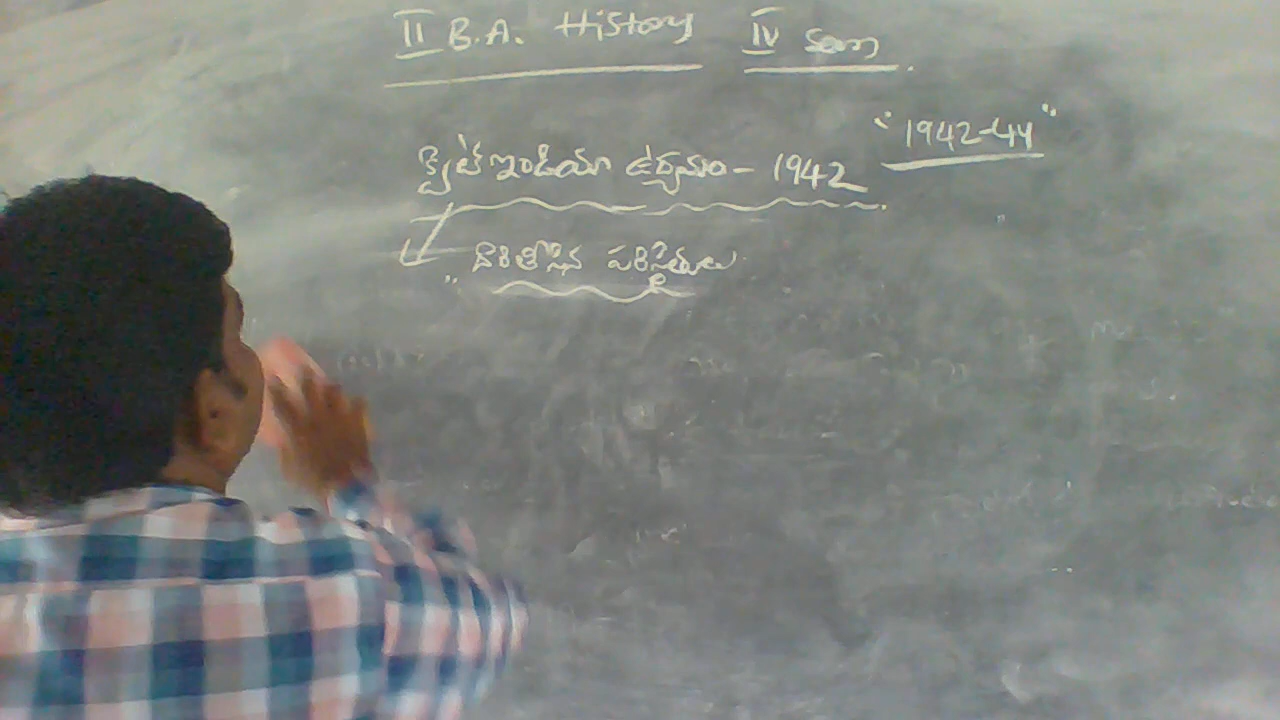 II B.A. History IV Sem.
"1942-44"
క్విట్ ఇండియా ఉద్యమం - 1942
దారితీసిన పరిస్థితులు